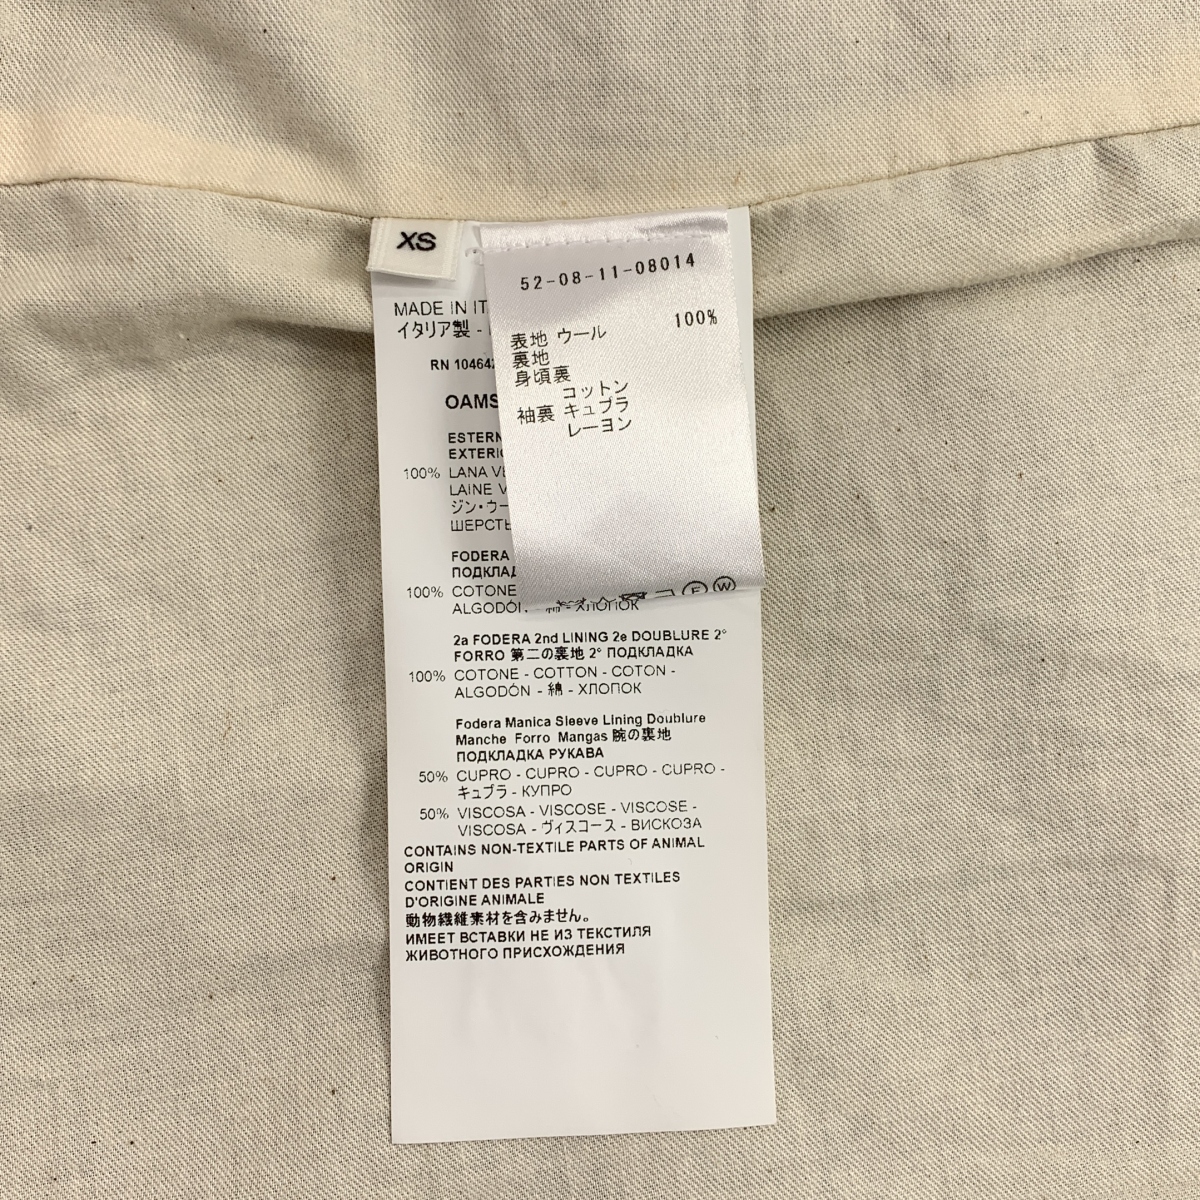 XS
52-08-11-08014
表地 ウール 100%
裏地
身頃裏
コットン
袖裏 キュプラ
レーヨン
MADE IN
イタリア製 -
RN
OAMS
100% LANA
LAINE
ジン・ウー
FODERA
100% COTONE
- ХЛОПОК
2a FODERA 2nd LINING 2e DOUBLURE 2°
FORRO 第二の裏地 2° ПОДКЛАДКА
100% COTONE - COTTON - COTON -
ALGODÓN - 綿 - ХЛОПОК
Fodera Manica Sleeve Lining Doublure
Manche Forro Mangas 腕の裏地
ПОДКЛАДКА РУКАВА
50% CUPRO - CUPRO - CUPRO - CUPRO -
キュプラ - КУПРО
50% VISCOSA - VISCOSE - VISCOSE -
VISCOSA - ヴィスコース - ВИСКОЗА
CONTAINS NON-TEXTILE PARTS OF ANIMAL
ORIGIN
CONTIENT DES PARTIES NON TEXTILES
D'ORIGINE ANIMALE
動物繊維素材を含みません。
ИМЕЕТ ВСТАВКИ НЕ ИЗ ТЕКСТИЛЯ
ЖИВОТНОГО ПРИСХОЖДЕНИЯ